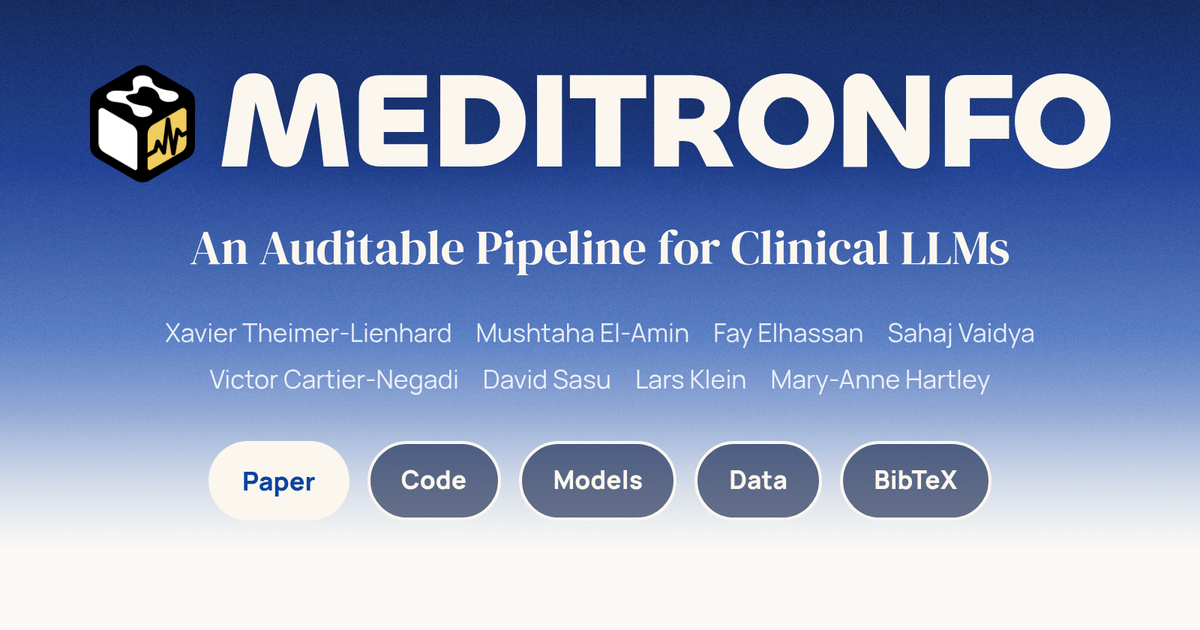 MEDITRONFO
An Auditable Pipeline for Clinical LLMs
Xavier Theimer-Lienhard Mushtaha El-Amin Fay Elhassan Sahaj Vaidya
Victor Cartier-Negadi David Sasu Lars Klein Mary-Anne Hartley
Paper Code Models Data BibTeX